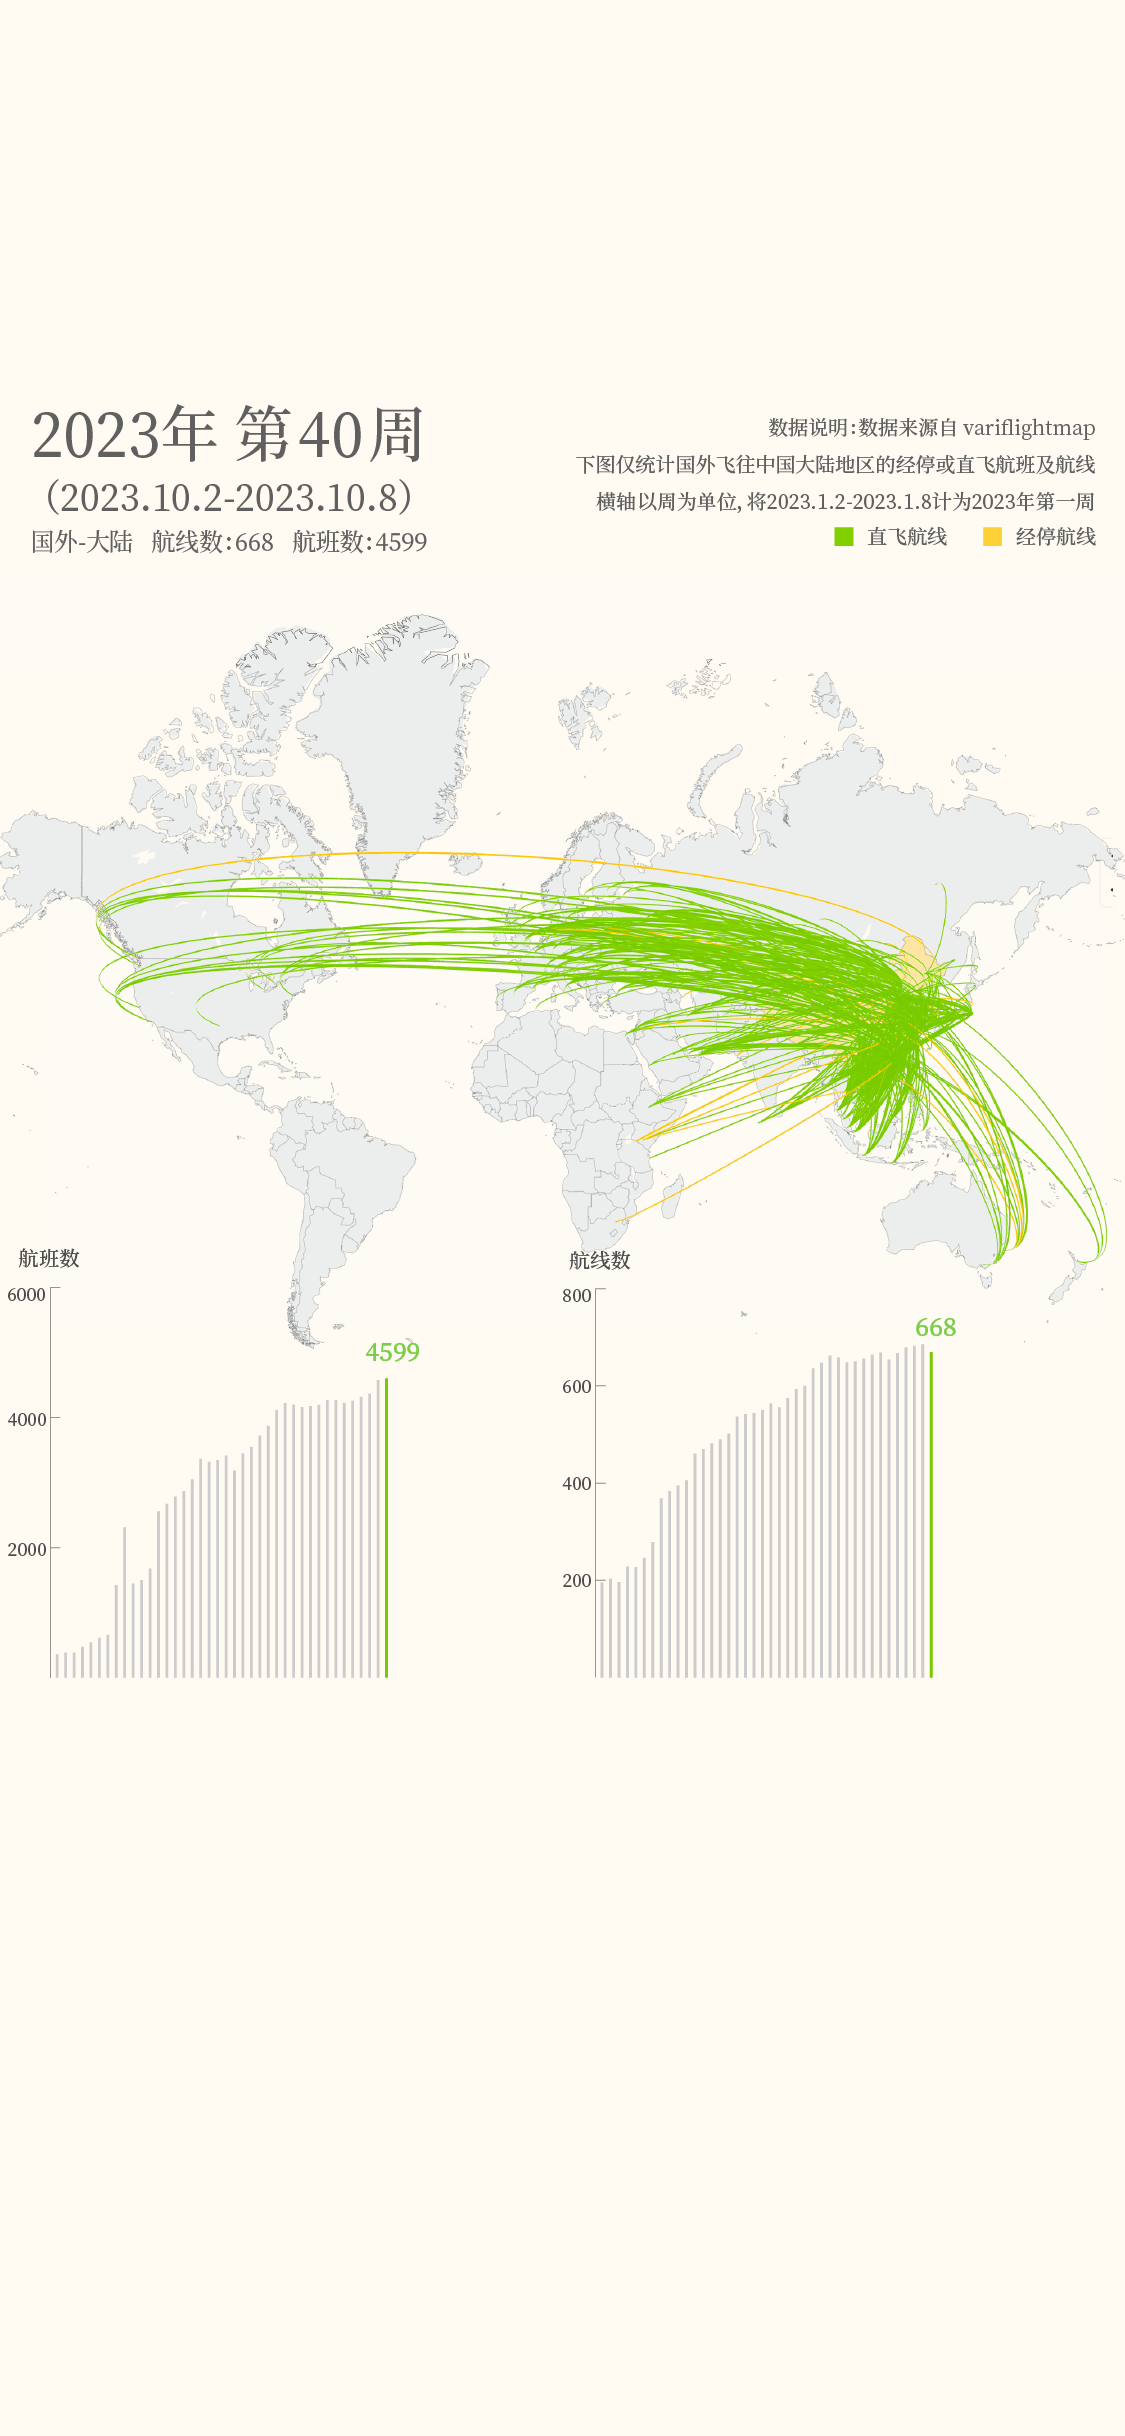 2023年 第40周
（2023.10.2-2023.10.8）
国外-大陆 航线数:668 航班数:4599
数据说明:数据来源自 variflightmap
下图仅统计国外飞往中国大陆地区的经停或直飞航班及航线
横轴以周为单位, 将2023.1.2-2023.1.8计为2023年第一周
直飞航线 经停航线
航班数
6000
4000
2000
4599
航线数
800
600
400
200
668